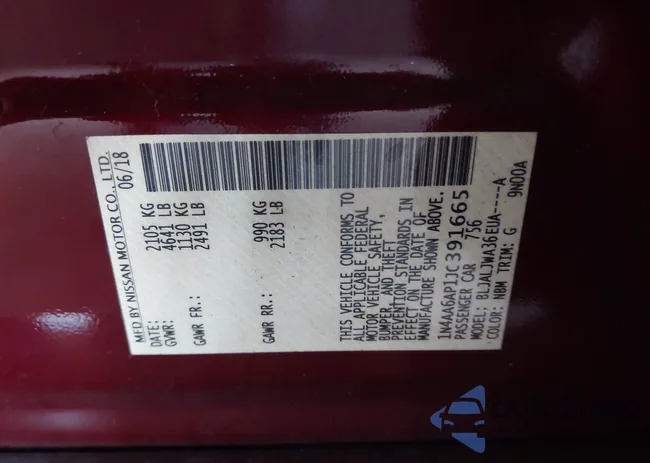 MFD BY NISSAN MOTOR CO., LTD.
DATE: 06/18
GVWR: 2105 KG
4641 LB
GAWR FR: 1130 KG
2491 LB
GAWR RR: 990 KG
2183 LB
THIS VEHICLE CONFORMS TO
ALL APPLICABLE FEDERAL
MOTOR VEHICLE SAFETY,
BUMPER, AND THEFT
PREVENTION STANDARDS IN
EFFECT ON THE DATE OF
MANUFACTURE SHOWN ABOVE.
1N4AA6AP1JC391665
PASSENGER CAR 756
MODEL: BLJALJWA36EUA----A
COLOR: NBM TRIM: G 9N00A